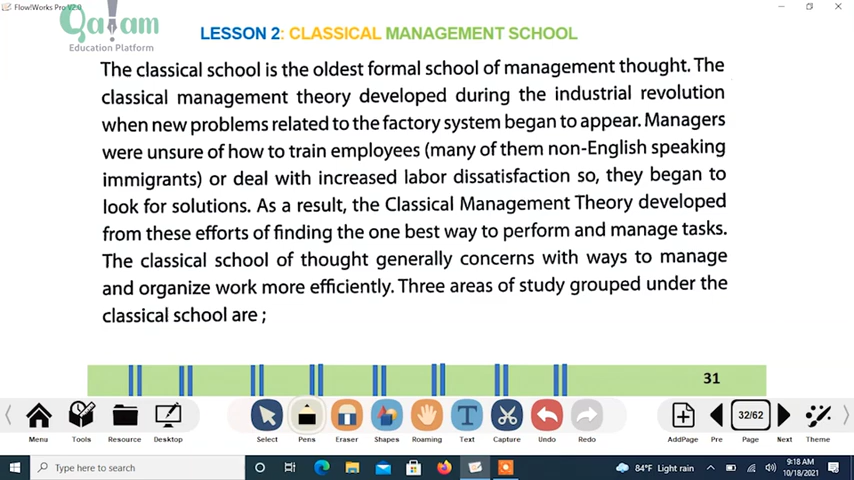 Flow!Works Pro V2.0
Qalam
Education Platform
LESSON 2: CLASSICAL MANAGEMENT SCHOOL
The classical school is the oldest formal school of management thought. The
classical management theory developed during the industrial revolution
when new problems related to the factory system began to appear. Managers
were unsure of how to train employees (many of them non-English speaking
immigrants) or deal with increased labor dissatisfaction so, they began to
look for solutions. As a result, the Classical Management Theory developed
from these efforts of finding the one best way to perform and manage tasks.
The classical school of thought generally concerns with ways to manage
and organize work more efficiently. Three areas of study grouped under the
classical school are ;
31
32/62
Menu Tools Resource Desktop Select Pens Eraser Shapes Roaming Text Capture Undo Redo AddPage Pre Page Next Theme
Type here to search
84°F Light rain
9:18 AM
10/18/2021